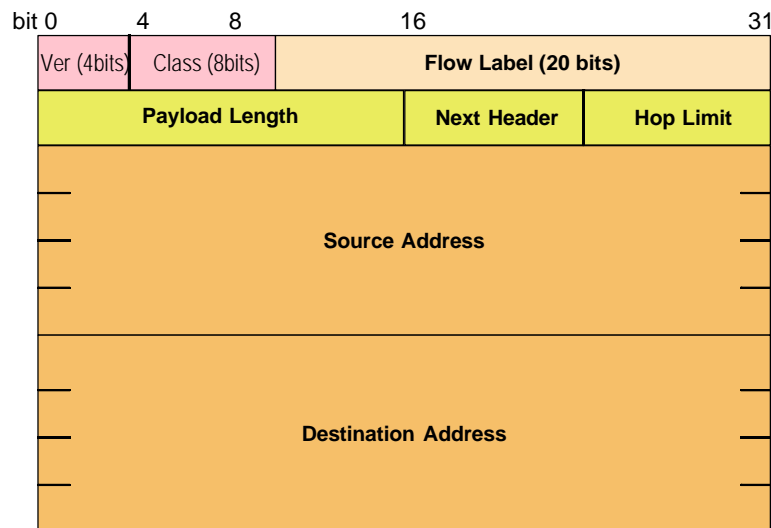 bit 0 4 8 16 31
Ver (4bits) Class (8bits) Flow Label (20 bits)
Payload Length Next Header Hop Limit
Source Address
Destination Address